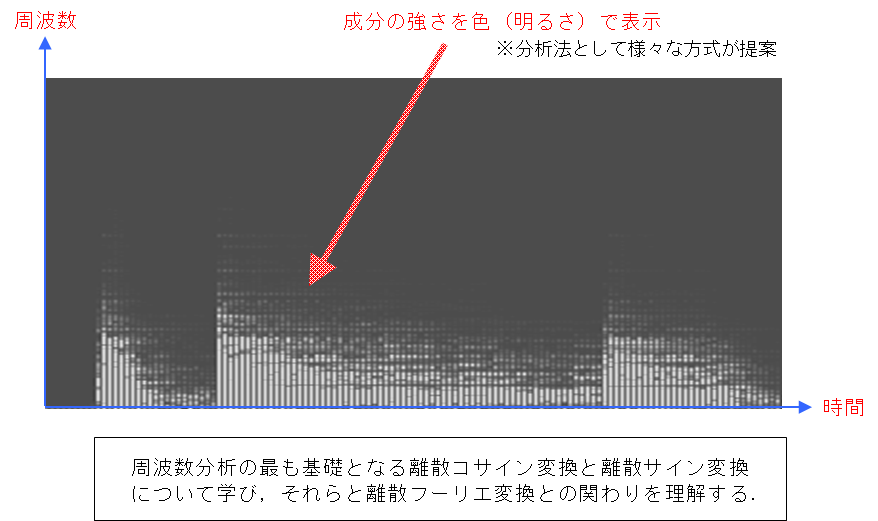 周波数
成分の強さを色（明るさ）で表示
※分析法として様々な方式が提案
時間
周波数分析の最も基礎となる離散コサイン変換と離散サイン変換
について学び，それらと離散フーリエ変換との関わりを理解する．